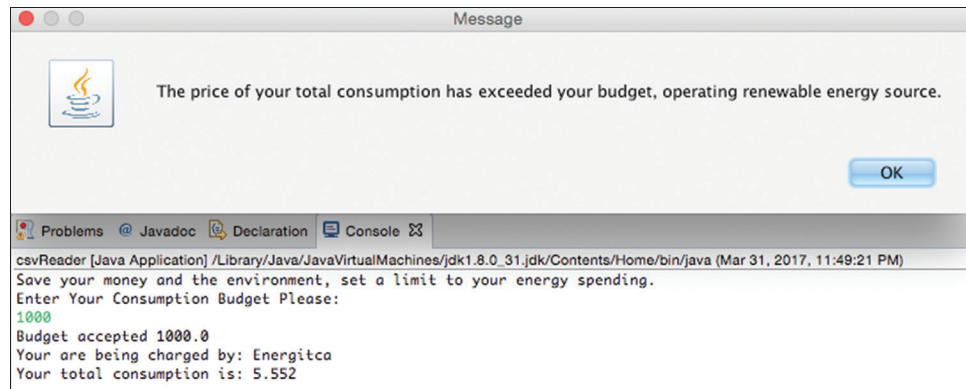 Message
The price of your total consumption has exceeded your budget, operating renewable energy source.
OK
Problems @ Javadoc Declaration Console
csvReader [Java Application] /Library/Java/JavaVirtualMachines/jdk1.8.0_31.jdk/Contents/Home/bin/java (Mar 31, 2017, 11:49:21 PM)
Save your money and the environment, set a limit to your energy spending.
Enter Your Consumption Budget Please:
1000
Budget accepted 1000.0
Your are being charged by: Energitca
Your total consumption is: 5.552